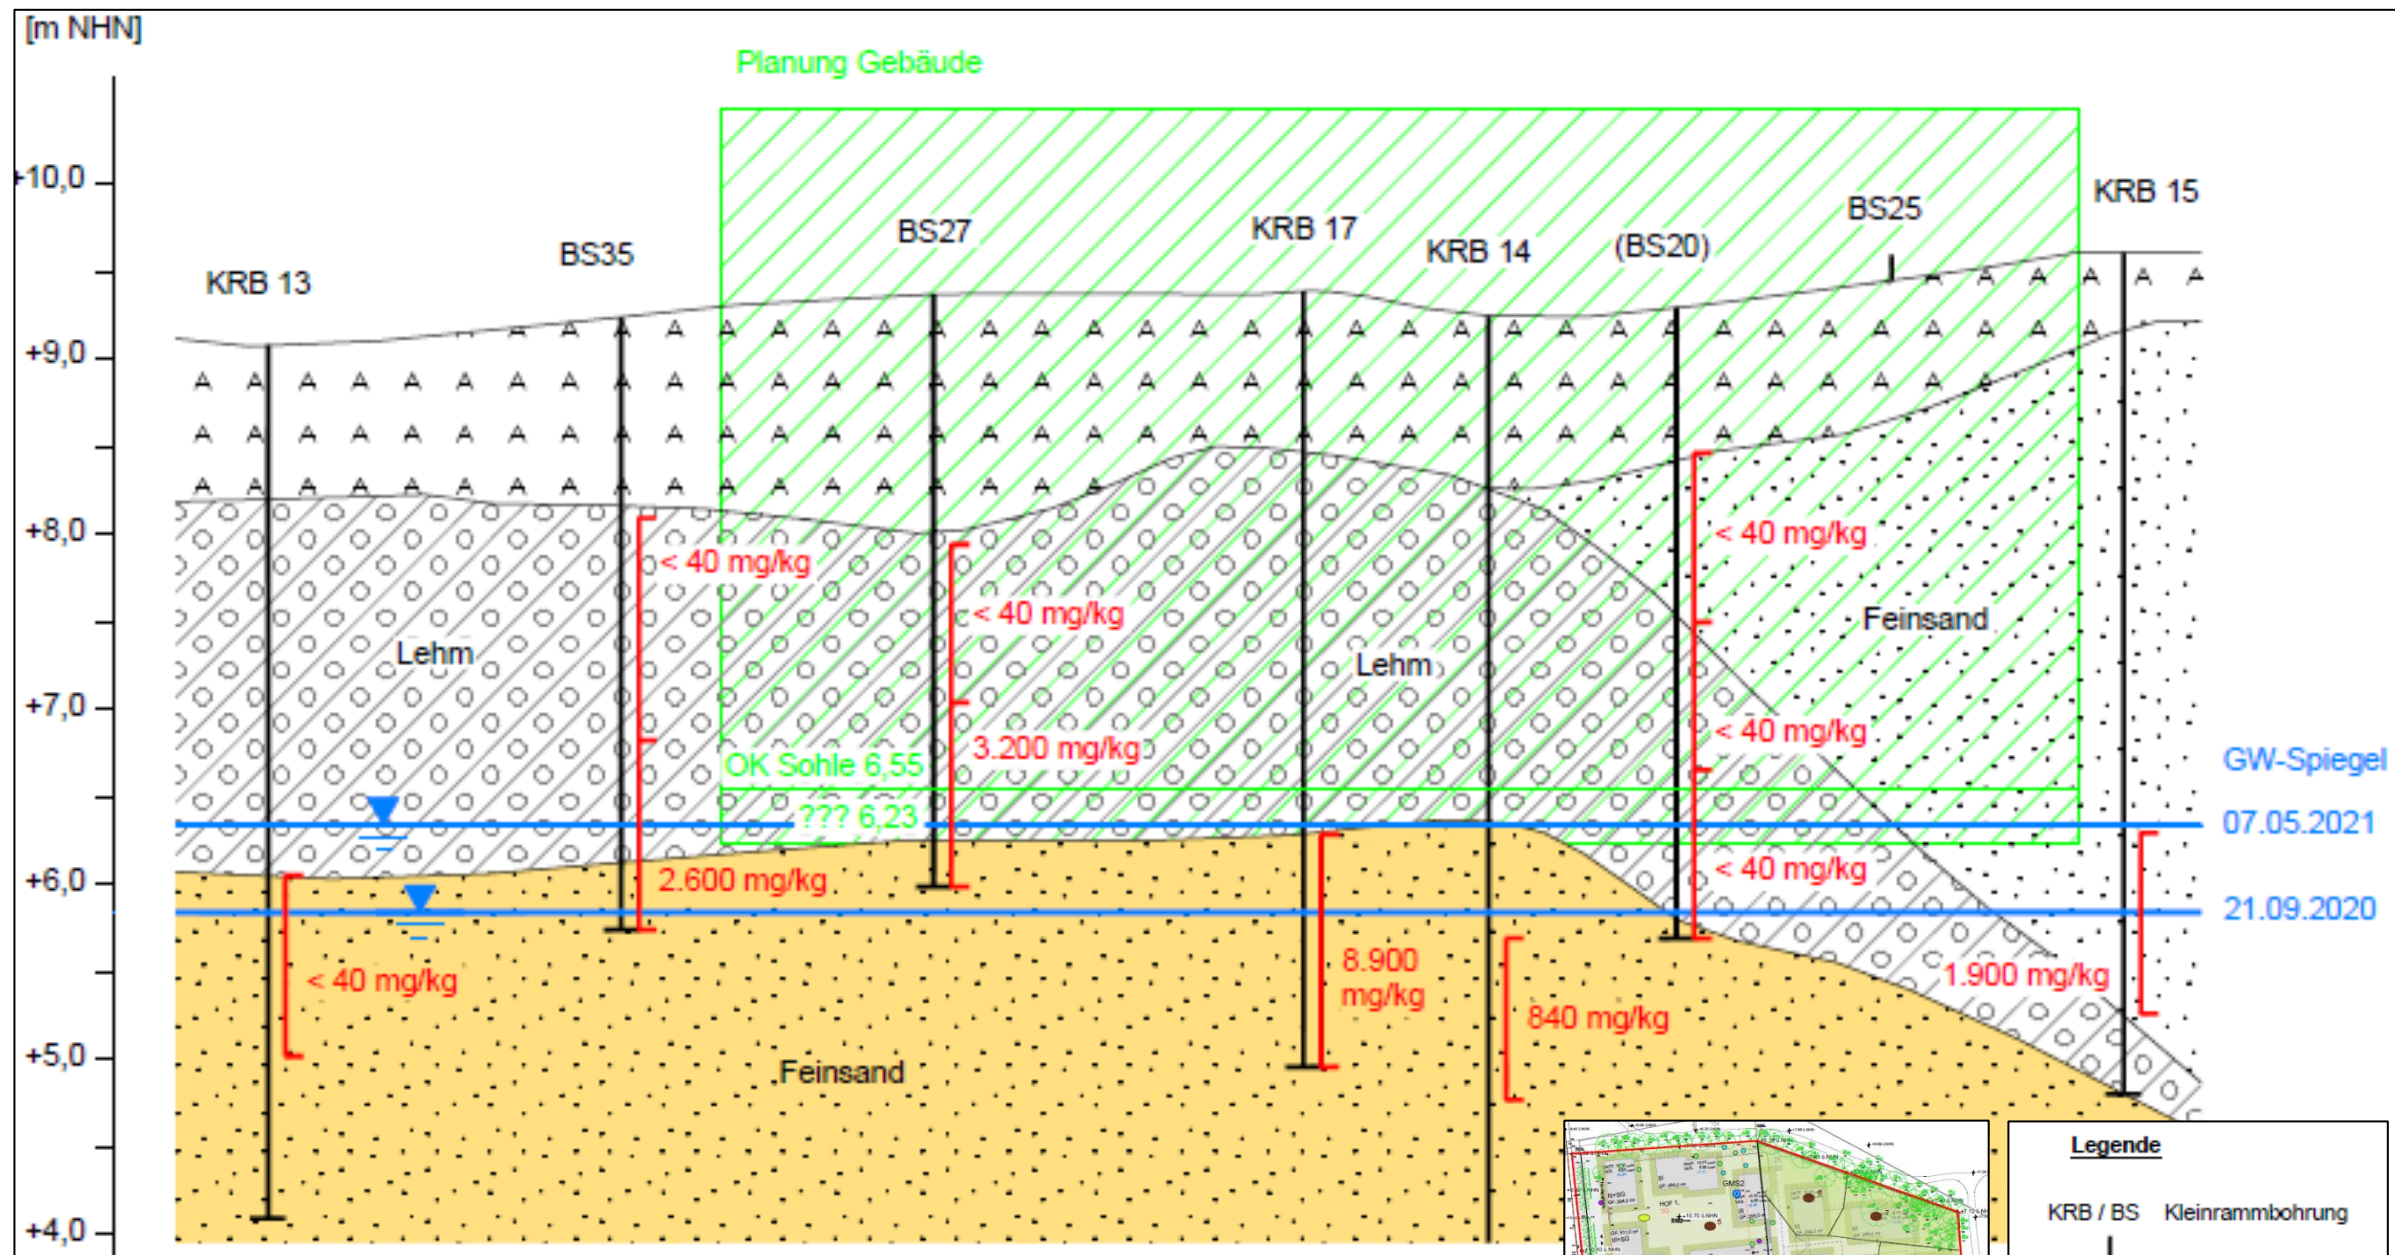 [m NHN]
Planung Gebäude
+10,0
KRB 15
BS25
KRB 17
BS27
(BS20)
KRB 14
BS35
KRB 13
+9,0
+8,0
< 40 mg/kg
< 40 mg/kg
< 40 mg/kg
Feinsand
Lehm
Lehm
+7,0
< 40 mg/kg
3.200 mg/kg
OK Sohle 6,55
GW-Spiegel
??? 6,23
07.05.2021
+6,0
2.600 mg/kg
< 40 mg/kg
21.09.2020
8.900
mg/kg
1.900 mg/kg
< 40 mg/kg
840 mg/kg
+5,0
Feinsand
Legende
GMS2
HOF 1.
KRB / BS Kleinrammbohrung
+4,0